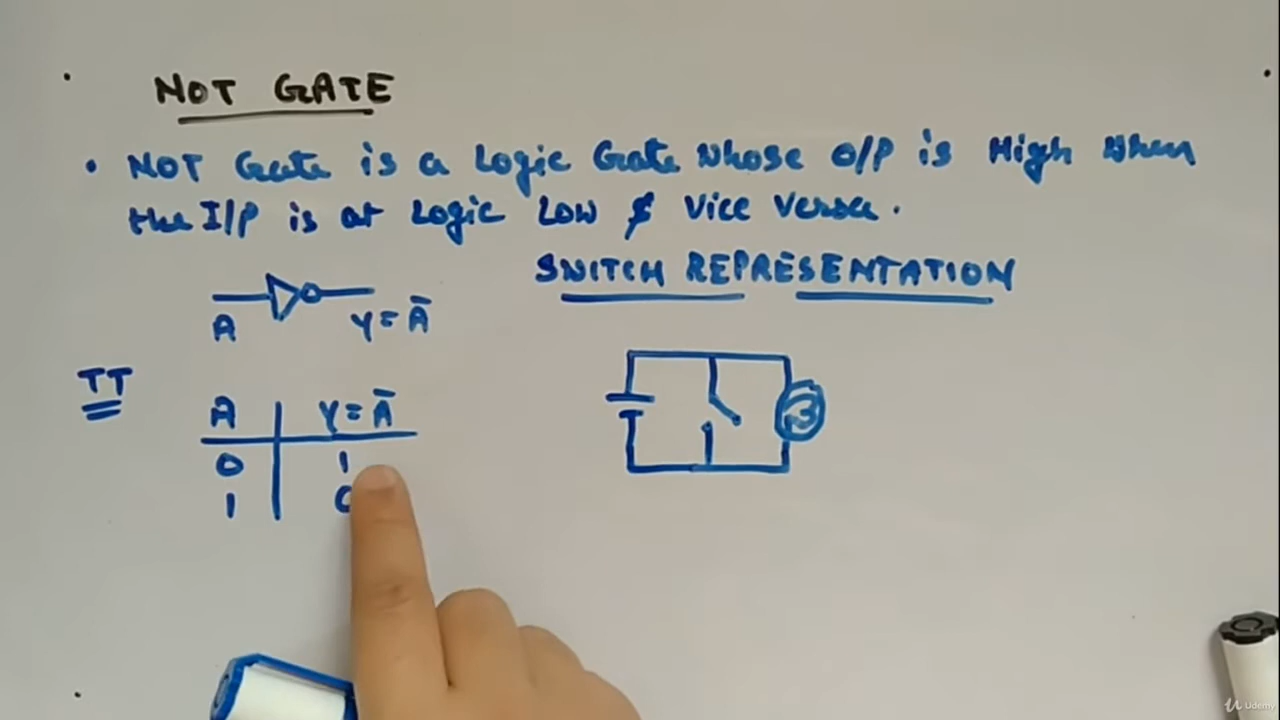 NOT GATE
• NOT Gate is a Logic Gate whose O/P is High when
the I/P is at Logic Low & Vice Versa.
SWITCH REPRESENTATION
A
Y = Ā
TT
A Y = Ā
0 1
1 0
Udemy